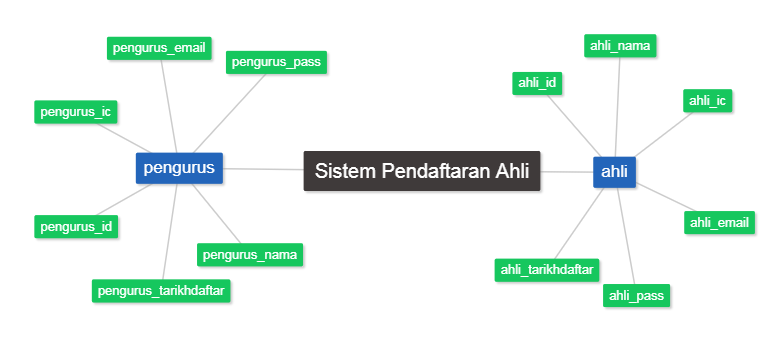 ahli_nama
pengurus_email
pengurus_pass
ahli_id
ahli_ic
pengurus_ic
pengurus
Sistem Pendaftaran Ahli
ahli
pengurus_id
ahli_email
pengurus_nama
ahli_tarikhdaftar
pengurus_tarikhdaftar
ahli_pass